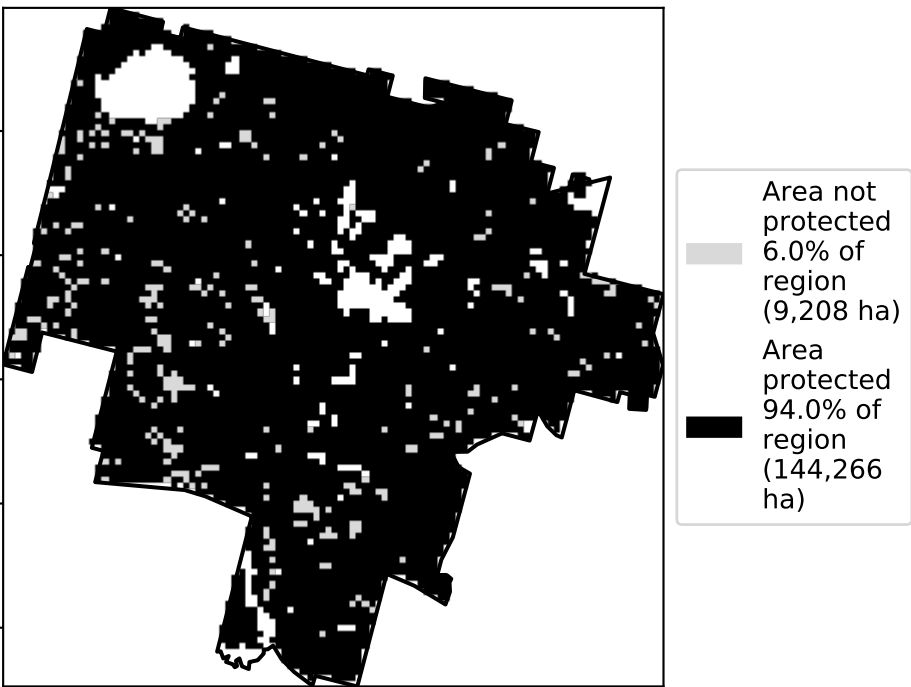 Area not
protected
6.0% of
region
(9,208 ha)
Area
protected
94.0% of
region
(144,266
ha)